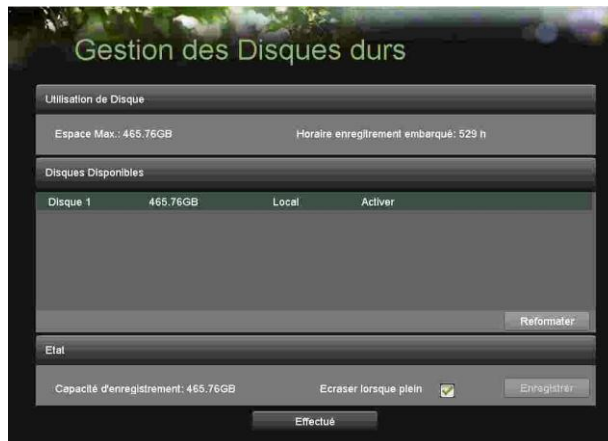 Gestion des Disques durs
Utilisation de Disque
Espace Max.: 465.76GB Horaire enregitrement embarqué: 529 h
Disques Disponibles
Disque 1 465.76GB Local Activer
Reformater
Etat
Capacité d'enregistrement: 465.76GB Ecraser lorsque plein Enregistrer
Effectué